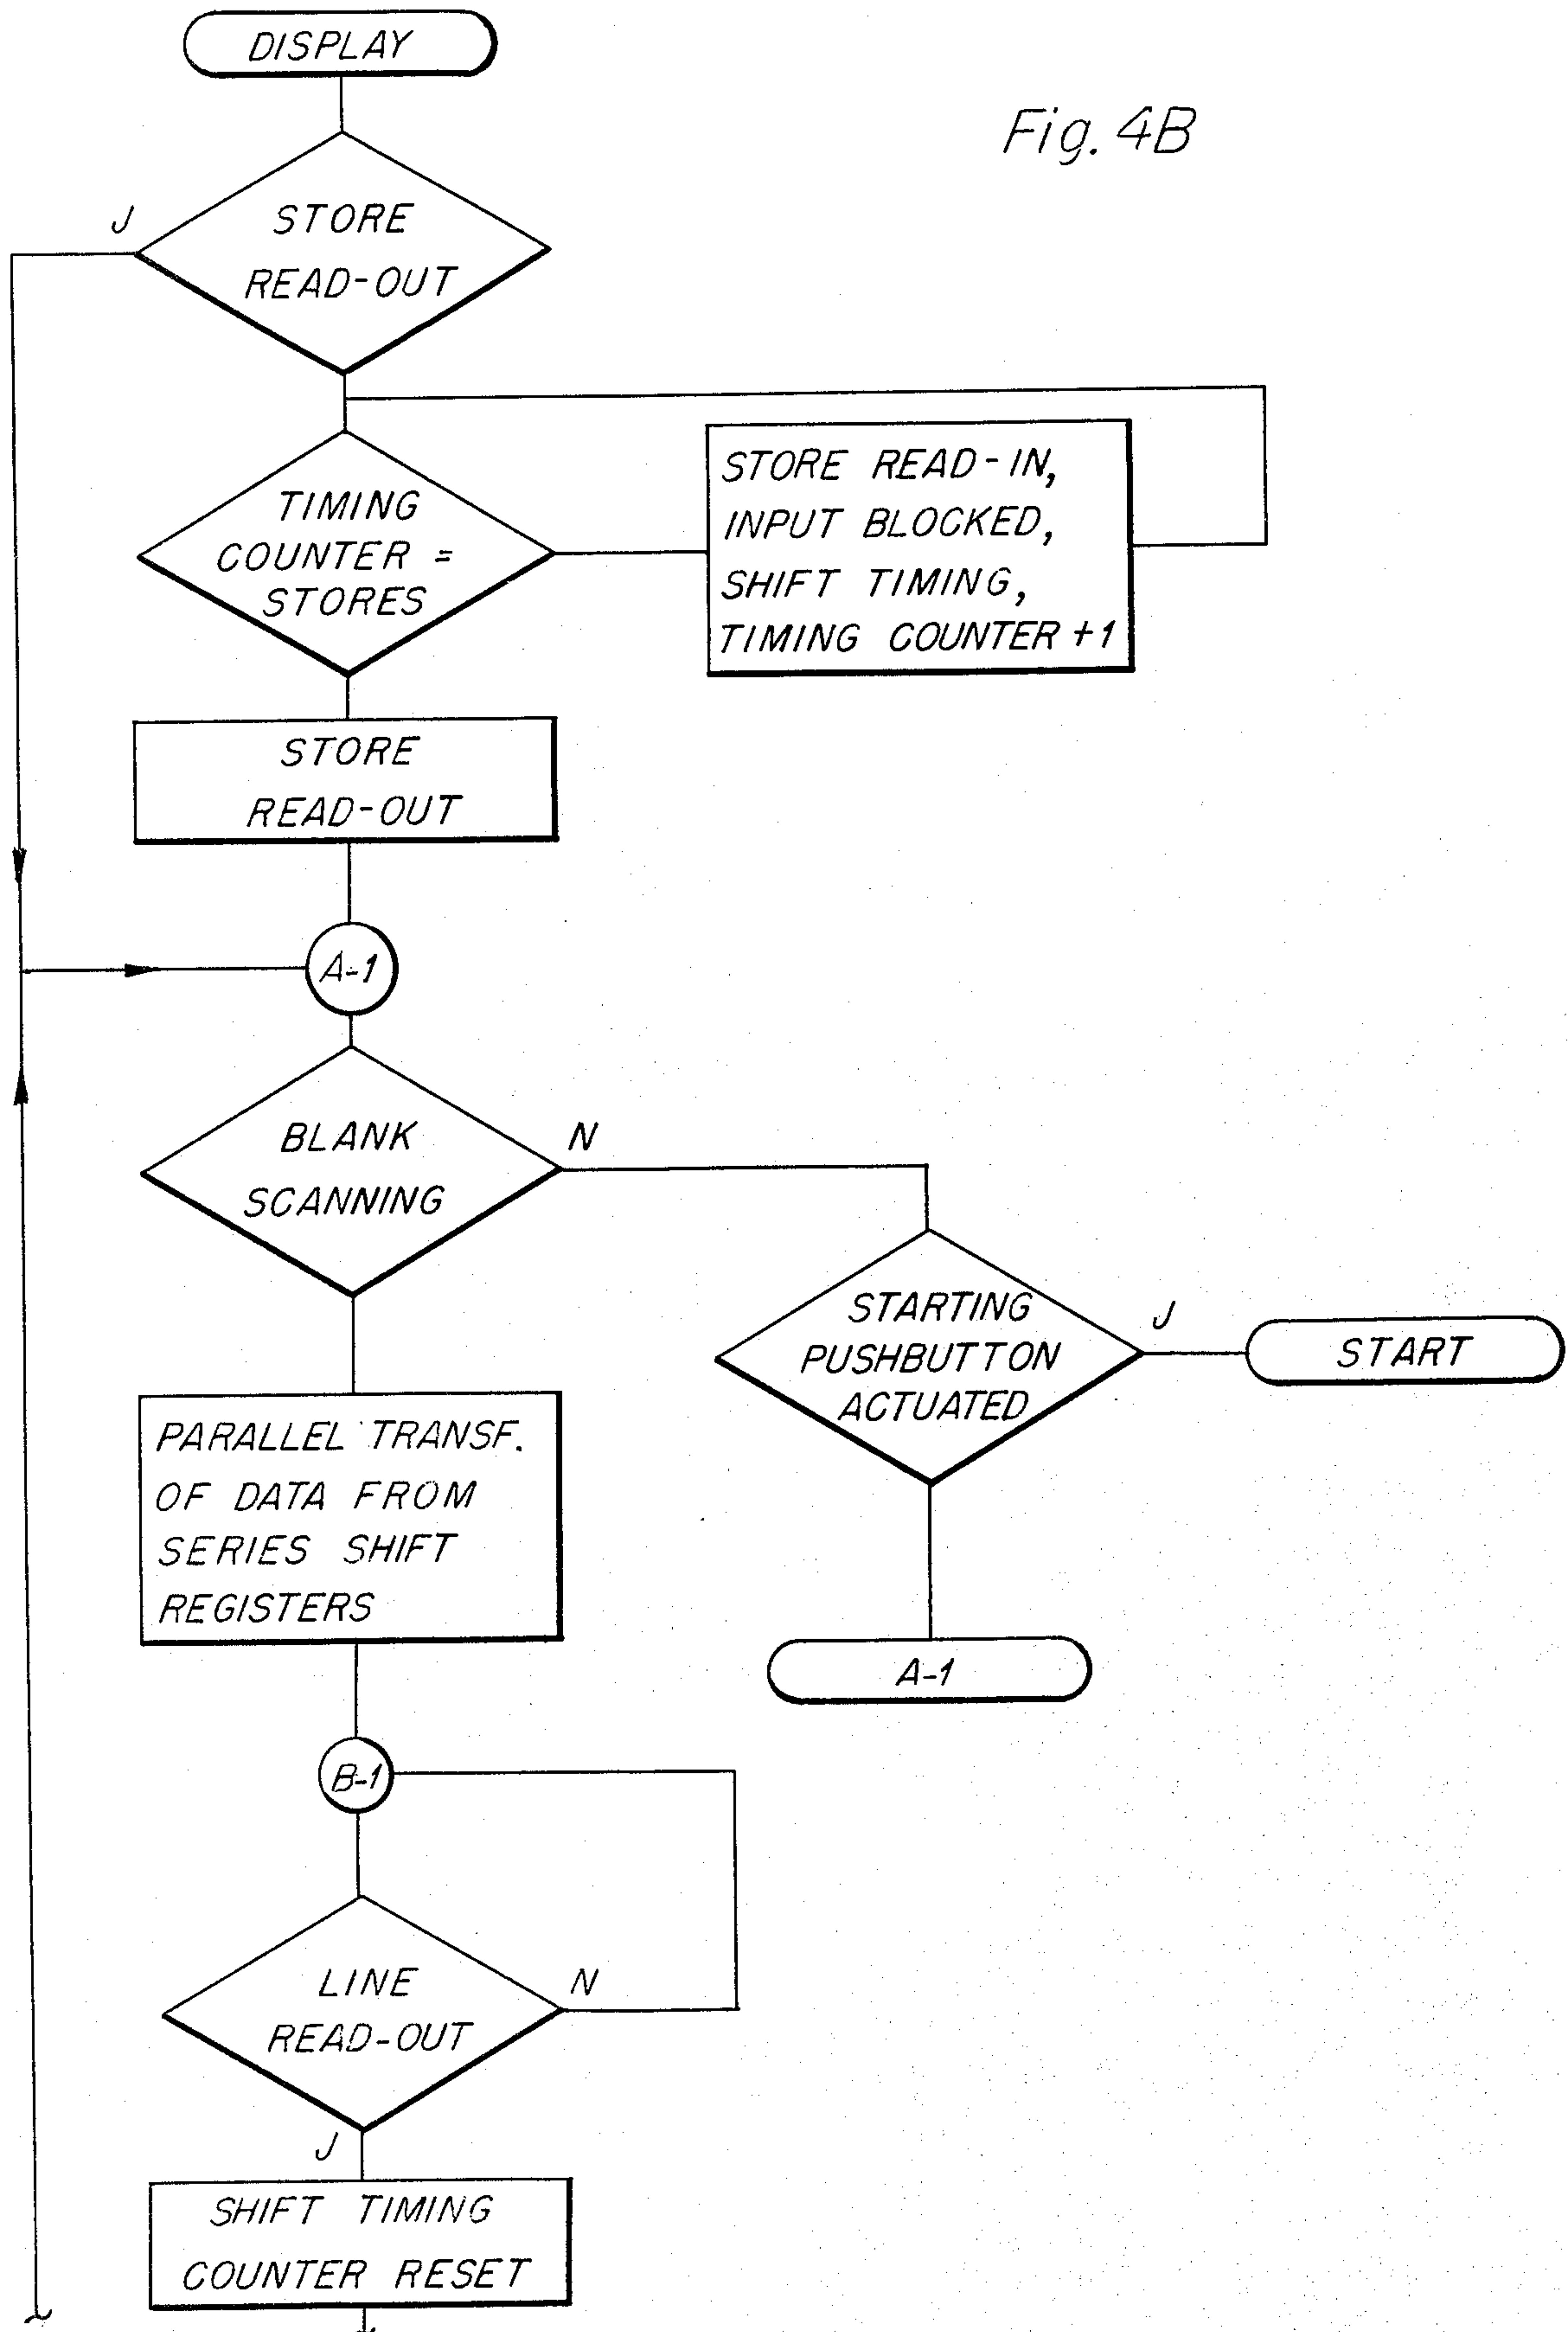 DISPLAY
Fig. 4B
J
STORE
READ-OUT
TIMING
COUNTER =
STORES
STORE READ-IN,
INPUT BLOCKED,
SHIFT TIMING,
TIMING COUNTER +1
STORE
READ-OUT
A-1
BLANK
SCANNING
N
STARTING
PUSHBUTTON
ACTUATED
J
START
PARALLEL TRANSF.
OF DATA FROM
SERIES SHIFT
REGISTERS
A-1
B-1
LINE
READ-OUT
N
J
SHIFT TIMING
COUNTER RESET